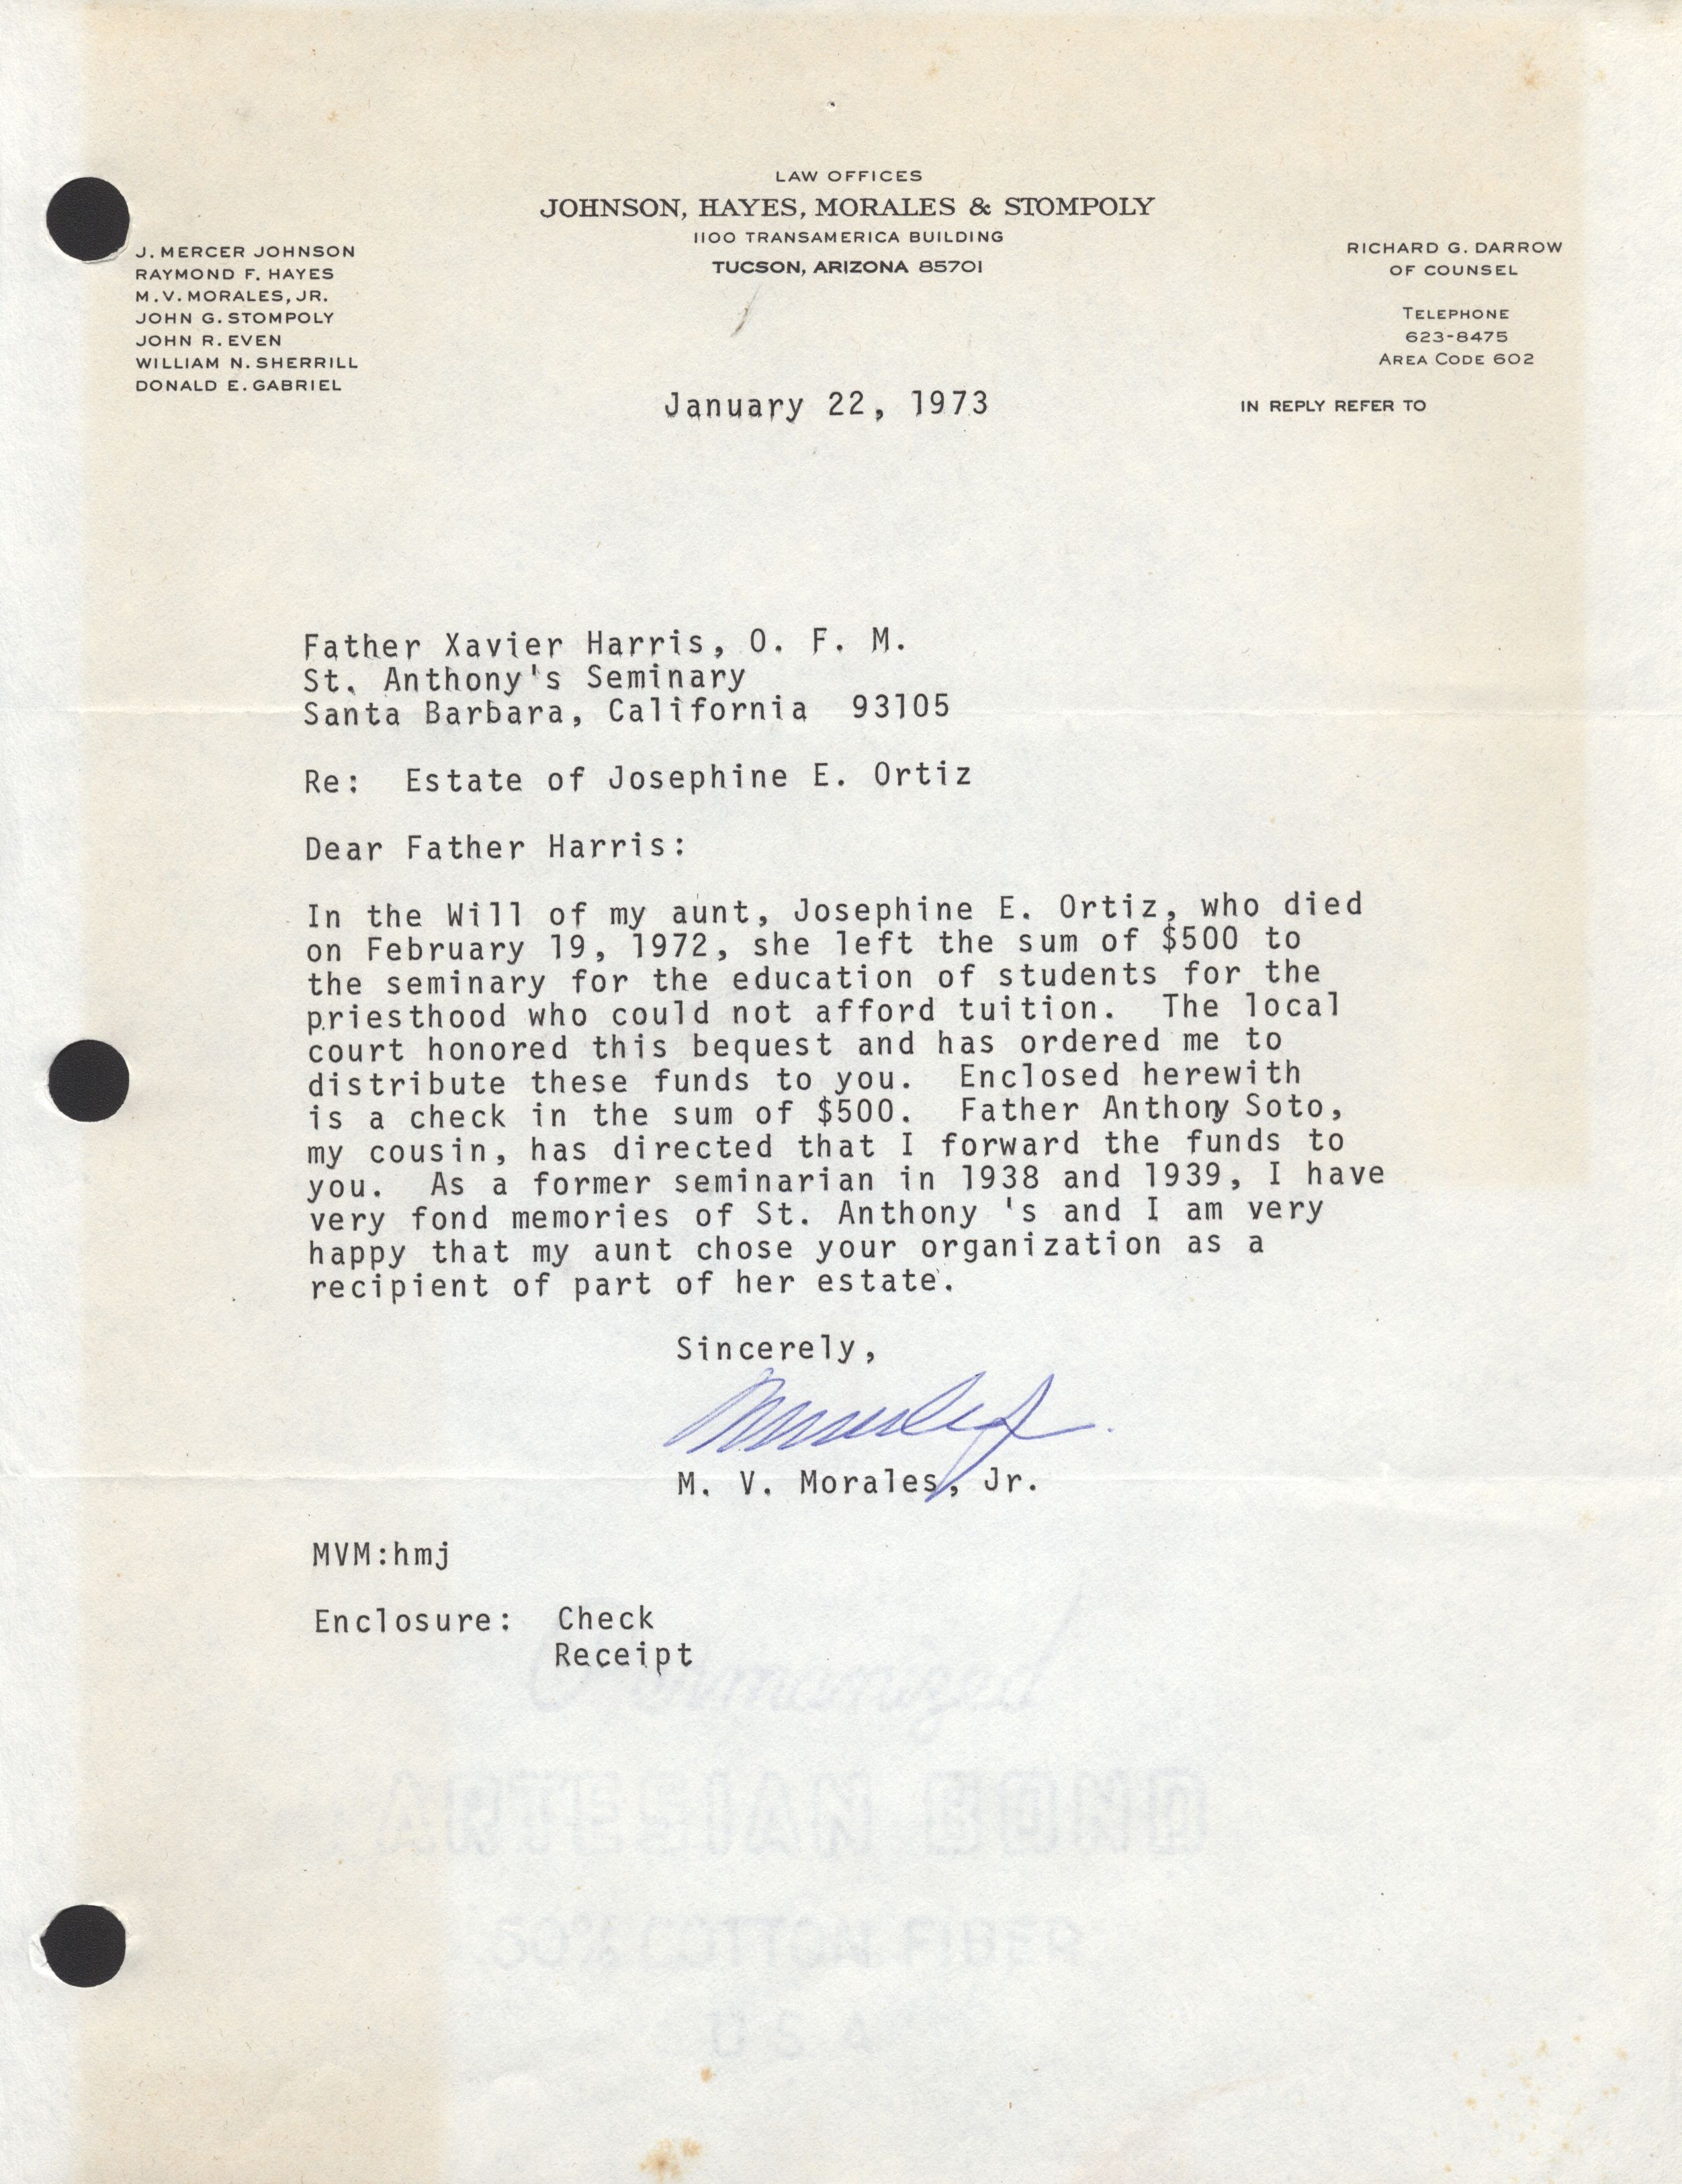 LAW OFFICES
JOHNSON, HAYES, MORALES & STOMPOLY
1100 TRANSAMERICA BUILDING
TUCSON, ARIZONA 85701
J. MERCER JOHNSON
RAYMOND F. HAYES
M. V. MORALES, JR.
JOHN G. STOMPOLY
JOHN R. EVEN
WILLIAM N. SHERRILL
DONALD E. GABRIEL
RICHARD G. DARROW
OF COUNSEL
TELEPHONE
623-8475
AREA CODE 602
January 22, 1973
IN REPLY REFER TO
Father Xavier Harris, O. F. M.
St. Anthony's Seminary
Santa Barbara, California 93105
Re: Estate of Josephine E. Ortiz
Dear Father Harris:
In the Will of my aunt, Josephine E. Ortiz, who died
on February 19, 1972, she left the sum of $500 to
the seminary for the education of students for the
priesthood who could not afford tuition. The local
court honored this bequest and has ordered me to
distribute these funds to you. Enclosed herewith
is a check in the sum of $500. Father Anthony Soto,
my cousin, has directed that I forward the funds to
you. As a former seminarian in 1938 and 1939, I have
very fond memories of St. Anthony 's and I am very
happy that my aunt chose your organization as a
recipient of part of her estate.
Sincerely,
M. V. Morales, Jr.
MVM:hmj
Enclosure: Check
Receipt
ARTESIAN BOND
50% COTTON FIBER
USA